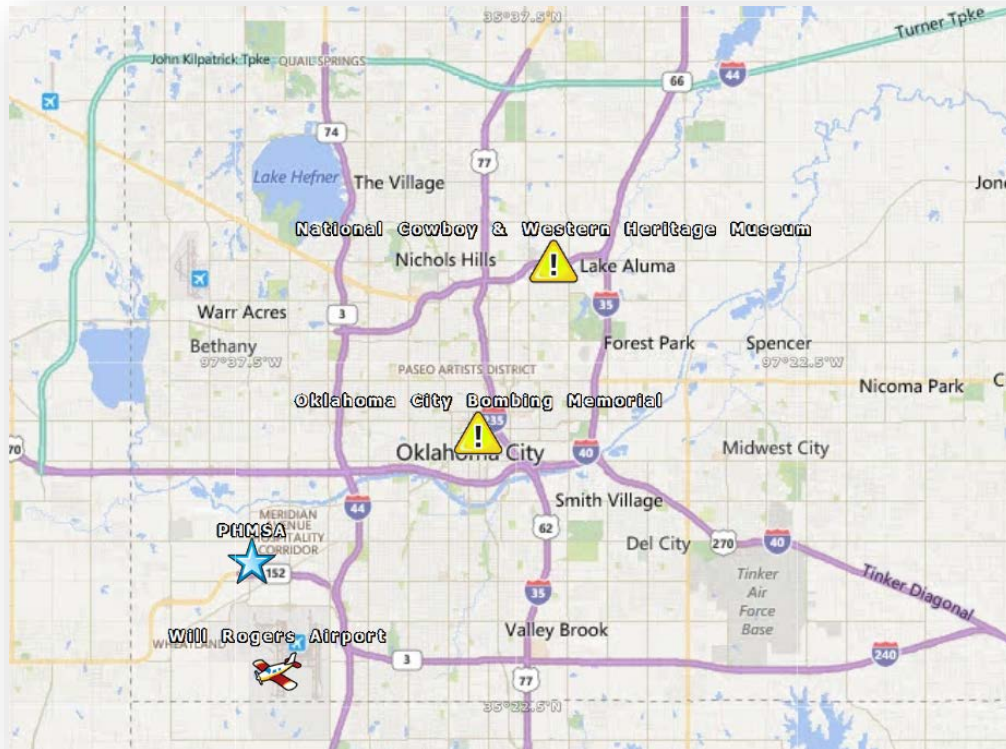 35°37.5'N
Turner Tpke
John Kilpatrick Tpke
QUAIL SPRINGS
44
66
74
77
Lake Hefner
The Village
Jon
National Cowboy & Western Heritage Museum
!
Nichols Hills
Lake Aluma
35
Warr Acres
3
Bethany
Forest Park
Spencer
97°37.5'W
PASEO ARTISTS DISTRICT
97°22.5'W
Nicoma Park
C
Oklahoma City Bombing Memorial
235
!
70
Oklahoma City
40
Midwest City
44
MERIDIAN
AVENUE
HOSPITALITY
CORRIDOR
PHMSA
Smith Village
62
Del City
270
40
152
Tinker
Air
Force
Base
Tinker Diagonal
35
Will Rogers Airport
WHEATLAND
Valley Brook
3
240
77
35°22.5'N